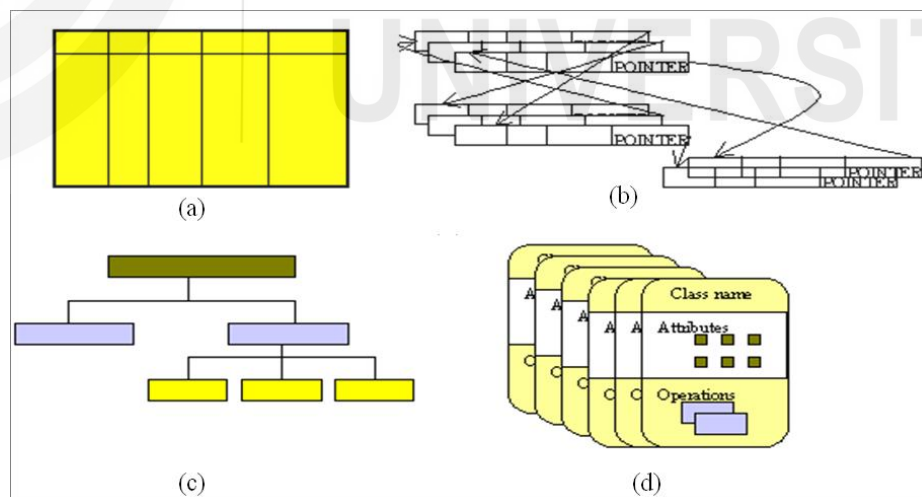 UNIVERSIT
POINTER
POINTER
POINTER
POINTER
(a)
(b)
Class name
Attributes
Operations
(c)
(d)